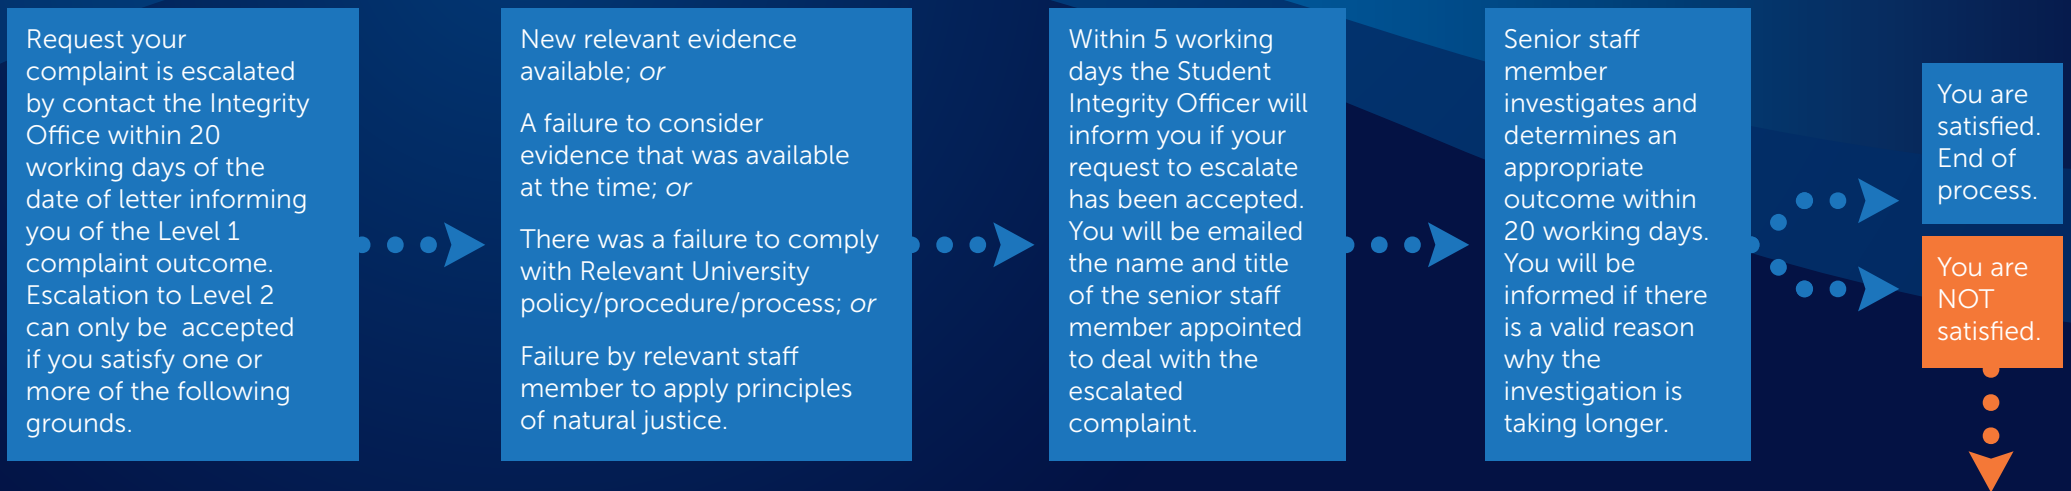 Request your
complaint is escalated
by contact the Integrity
Office within 20
working days of the
date of letter informing
you of the Level 1
complaint outcome.
Escalation to Level 2
can only be  accepted
if you satisfy one or
more of the following
grounds.
New relevant evidence
available; or
A failure to consider
evidence that was available
at the time; or
There was a failure to comply
with Relevant University
policy/procedure/process; or
Failure by relevant staff
member to apply principles
of natural justice.
Within 5 working
days the Student
Integrity Officer will
inform you if your
request to escalate
has been accepted.
You will be emailed
the name and title
of the senior staff
member appointed
to deal with the
escalated
complaint.
Senior staff
member
investigates and
determines an
appropriate
outcome within
20 working days.
You will be
informed if there
is a valid reason
why the
investigation is
taking longer.
You are
satisfied.
End of
process.
You are
NOT
satisfied.